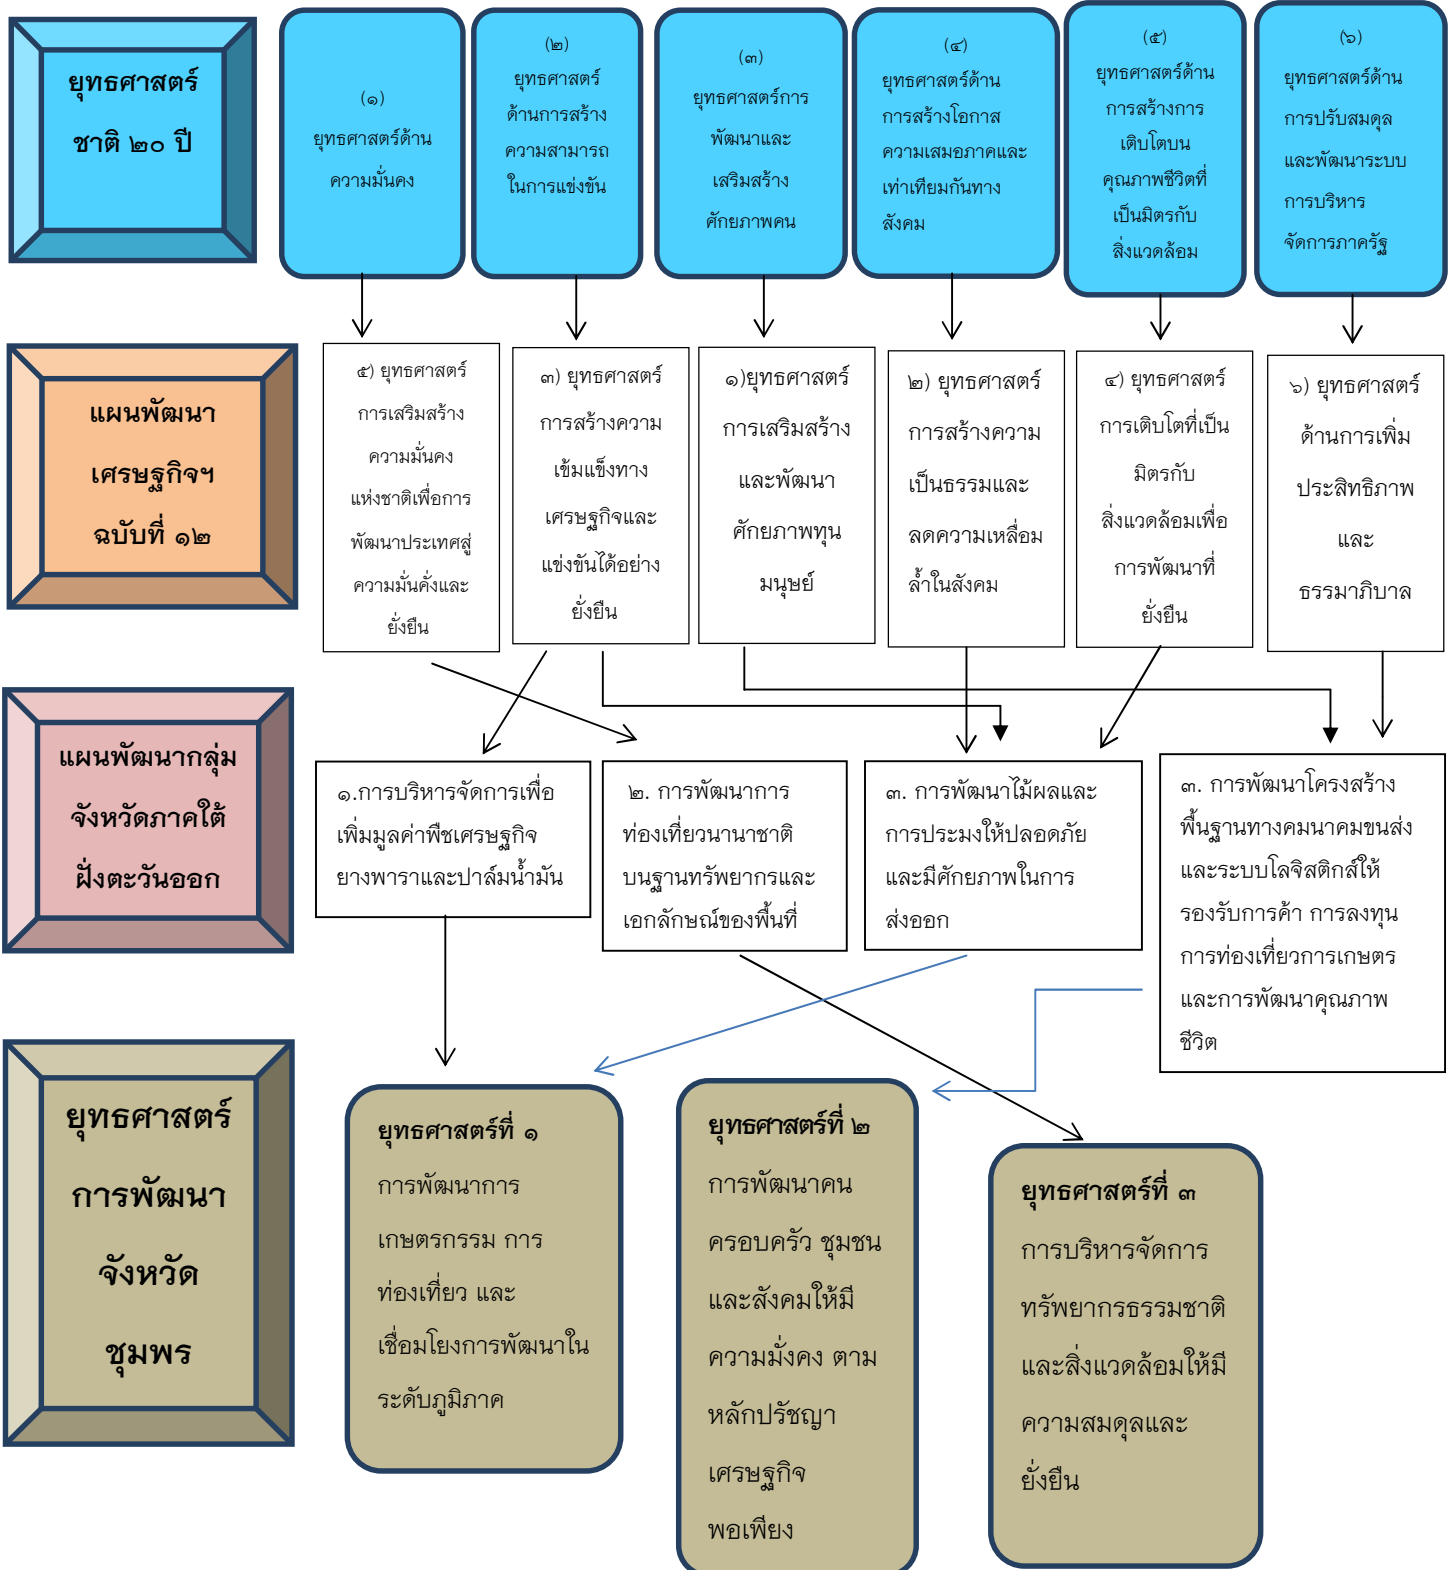 ยุทธศาสตร์
ชาติ ๒๐ ปี
(๑)
ยุทธศาสตร์ด้าน
ความมั่นคง
(๒)
ยุทธศาสตร์
ด้านการสร้าง
ความสามารถ
ในการแข่งขัน
(๓)
ยุทธศาสตร์การ
พัฒนาและ
เสริมสร้าง
ศักยภาพคน
(๔)
ยุทธศาสตร์ด้าน
การสร้างโอกาส
ความเสมอภาคและ
เท่าเทียมกันทาง
สังคม
(๕)
ยุทธศาสตร์ด้าน
การสร้างการ
เติบโตบน
คุณภาพชีวิตที่
เป็นมิตรกับ
สิ่งแวดล้อม
(๖)
ยุทธศาสตร์ด้าน
การปรับสมดุล
และพัฒนาระบบ
การบริหาร
จัดการภาครัฐ
แผนพัฒนา
เศรษฐกิจฯ
ฉบับที่ ๑๒
๕) ยุทธศาสตร์
การเสริมสร้าง
ความมั่นคง
แห่งชาติเพื่อการ
พัฒนาประเทศสู่
ความมั่นคั่งและ
ยั่งยืน
๓) ยุทธศาสตร์
การสร้างความ
เข้มแข็งทาง
เศรษฐกิจและ
แข่งขันได้อย่าง
ยั่งยืน
๑)ยุทธศาสตร์
การเสริมสร้าง
และพัฒนา
ศักยภาพทุน
มนุษย์
๒) ยุทธศาสตร์
การสร้างความ
เป็นธรรมและ
ลดความเหลื่อม
ล้ำในสังคม
๔) ยุทธศาสตร์
การเติบโตที่เป็น
มิตรกับ
สิ่งแวดล้อมเพื่อ
การพัฒนาที่
ยั่งยืน
๖) ยุทธศาสตร์
ด้านการเพิ่ม
ประสิทธิภาพ
และ
ธรรมาภิบาล
แผนพัฒนากลุ่ม
จังหวัดภาคใต้
ฝั่งตะวันออก
๑.การบริหารจัดการเพื่อ
เพิ่มมูลค่าพืชเศรษฐกิจ
ยางพาราและปาล์มน้ำมัน
๒. การพัฒนาการ
ท่องเที่ยวนานาชาติ
บนฐานทรัพยากรและ
เอกลักษณ์ของพื้นที่
๓. การพัฒนาไม้ผลและ
การประมงให้ปลอดภัย
และมีศักยภาพในการ
ส่งออก
๓. การพัฒนาโครงสร้าง
พื้นฐานทางคมนาคมขนส่ง
และระบบโลจิสติกส์ให้
รองรับการค้า การลงทุน
การท่องเที่ยวการเกษตร
และการพัฒนาคุณภาพ
ชีวิต
ยุทธศาสตร์
การพัฒนา
จังหวัด
ชุมพร
ยุทธศาสตร์ที่ ๑
การพัฒนาการ
เกษตรกรรม การ
ท่องเที่ยว และ
เชื่อมโยงการพัฒนาใน
ระดับภูมิภาค
ยุทธศาสตร์ที่ ๒
การพัฒนาคน
ครอบครัว ชุมชน
และสังคมให้มี
ความมั่งคง ตาม
หลักปรัชญา
เศรษฐกิจ
พอเพียง
ยุทธศาสตร์ที่ ๓
การบริหารจัดการ
ทรัพยากรธรรมชาติ
และสิ่งแวดล้อมให้มี
ความสมดุลและ
ยั่งยืน